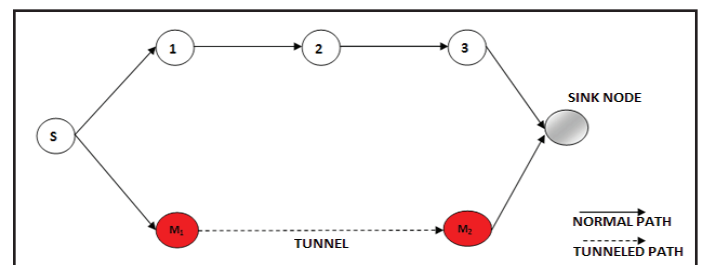 1
2
3
SINK NODE
S
M₁
M₂
TUNNEL
NORMAL PATH
TUNNELED PATH